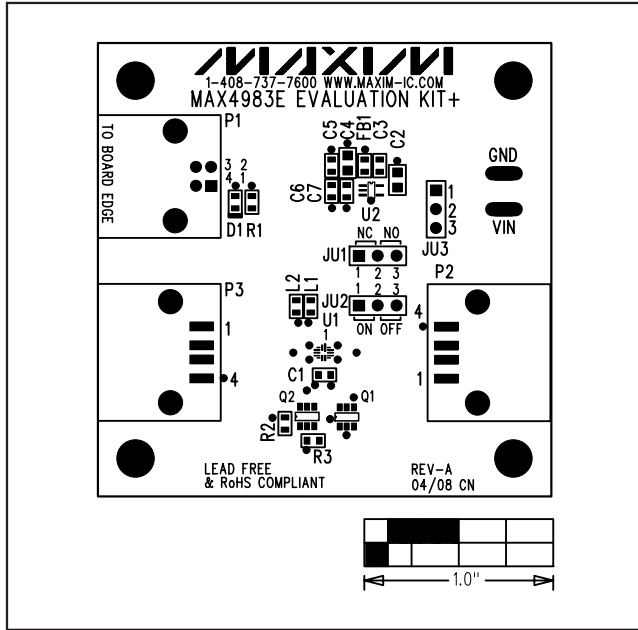 MAXIM
1-408-737-7600 WWW.MAXIM-IC.COM
MAX4983E EVALUATION KIT+
P1
TO BOARD EDGE
3 2
4 1
D1 R1
C5
C4
FB1
C3
C2
C6
C7
U2
GND
VIN
1
2
3
JU3
NC NO
JU1
1 2 3
P2
P3
L2
L1
JU2
1 2 3
ON OFF
U1
1
1
4
C1
4
1
Q2
Q1
R2
R3
LEAD FREE
& RoHS COMPLIANT
REV-A
04/08 CN
1.0"